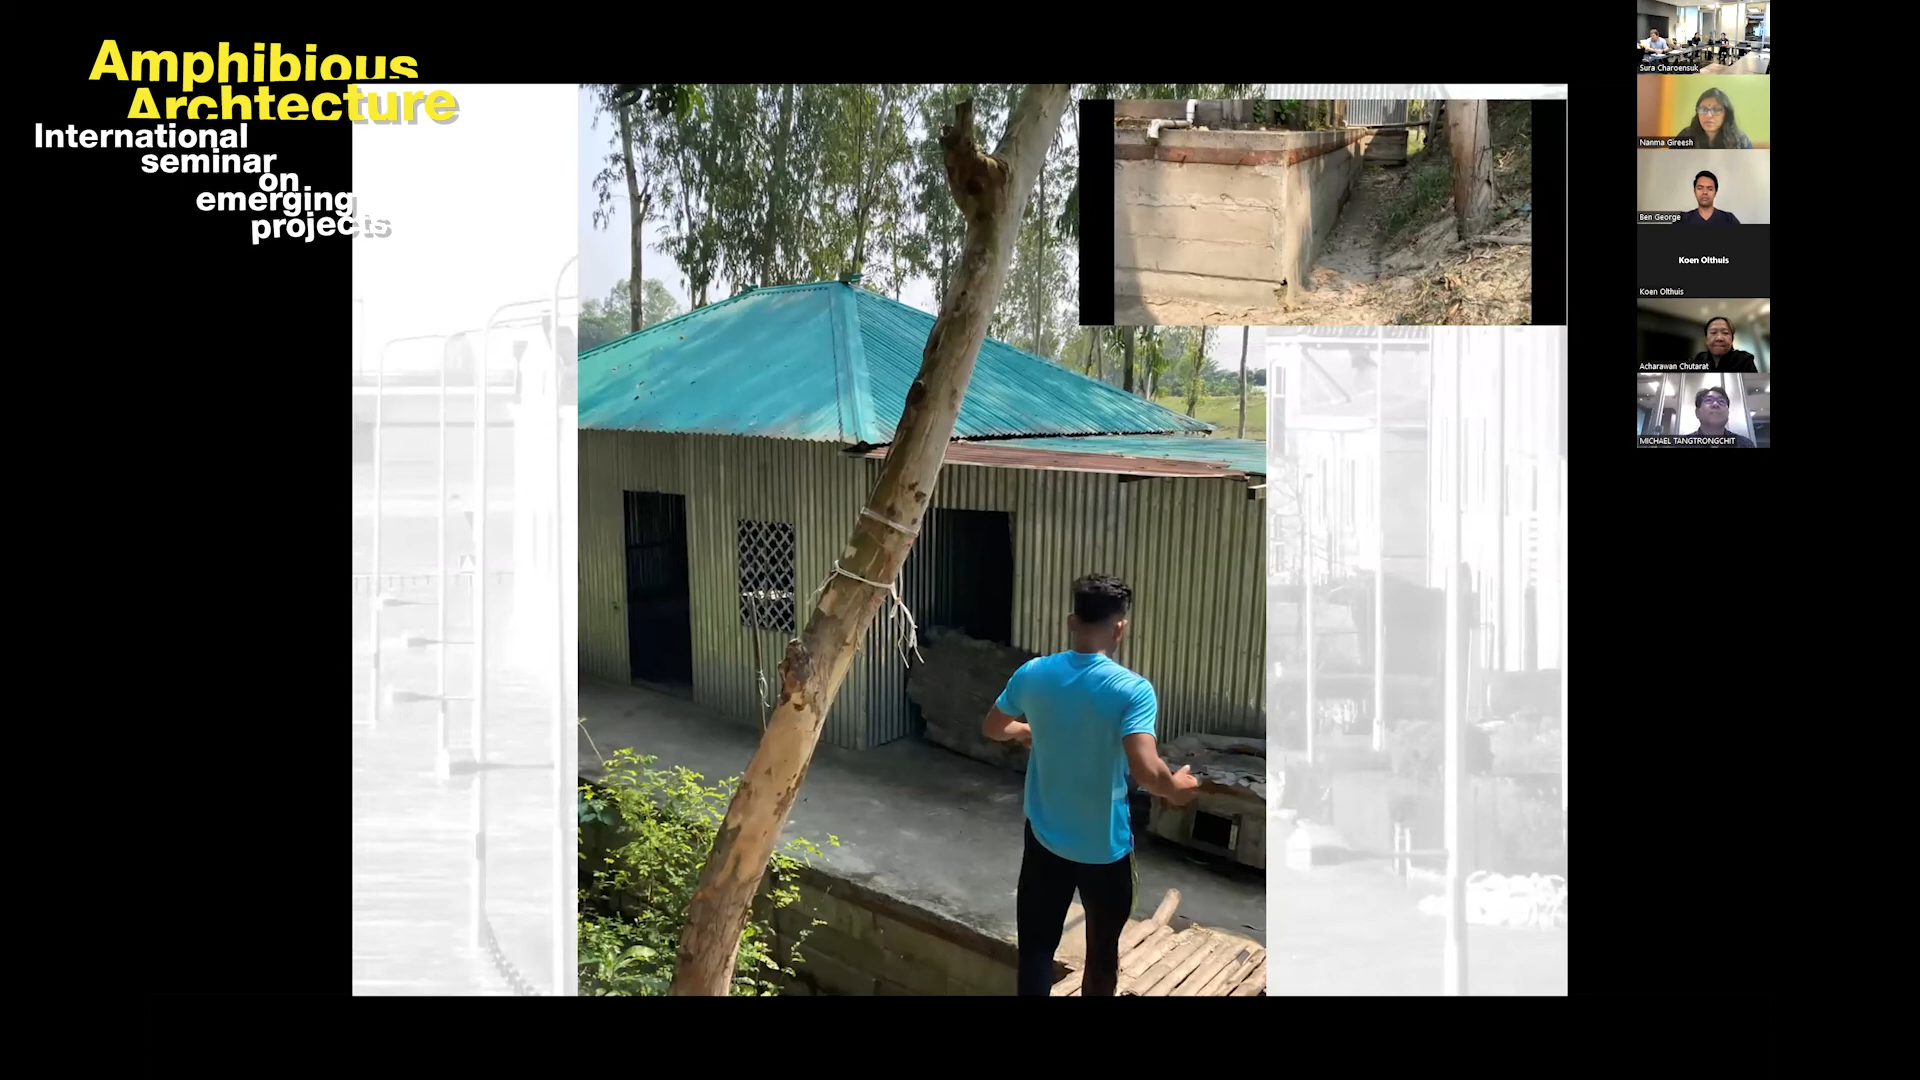 Amphibious
Archtecture
International
seminar
on
emerging
projects
Sura Charoensuk
Nanma Gireesh
Ben George
Koen Olthuis
Koen Olthuis
Acharawan Chutarat
MICHAEL TANGTRONGCHIT